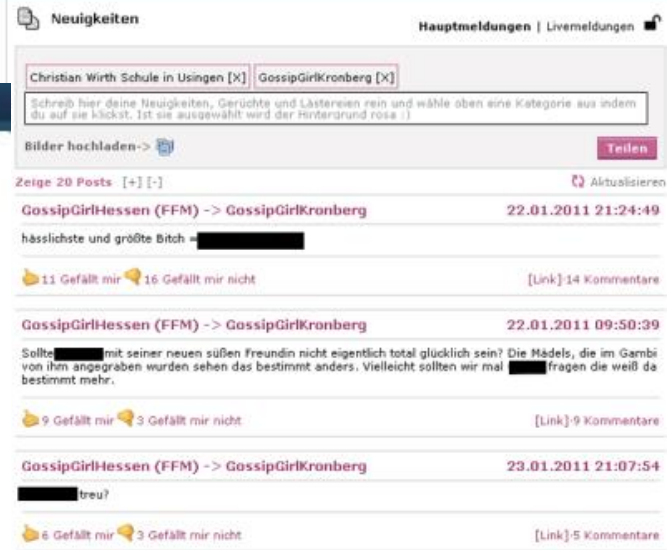 Neuigkeiten
Hauptmeldungen | Livemeldungen
Christian Wirth Schule in Usingen [X] GossipGirlKronberg [X]
Schreib hier deine Neuigkeiten, Gerüchte und Lästereien rein und wähle oben eine Kategorie aus indem
du auf sie klickst. Ist sie ausgewählt wird der Hintergrund rosa :)
Bilder hochladen->
Teilen
Zeige 20 Posts [+] [-] Aktualisieren
GossipGirlHessen (FFM) -> GossipGirlKronberg 22.01.2011 21:24:49
hässlichste und größte Bitch =
11 Gefällt mir 16 Gefällt mir nicht [Link]·14 Kommentare
GossipGirlHessen (FFM) -> GossipGirlKronberg 22.01.2011 09:50:39
Sollte mit seiner neuen süßen Freundin nicht eigentlich total glücklich sein? Die Mädels, die im Gambi
von ihm angegraben wurden sehen das bestimmt anders. Vielleicht sollten wir mal fragen die weiß da
bestimmt mehr.
9 Gefällt mir 3 Gefällt mir nicht [Link]·9 Kommentare
GossipGirlHessen (FFM) -> GossipGirlKronberg 23.01.2011 21:07:54
treu?
6 Gefällt mir 3 Gefällt mir nicht [Link]·5 Kommentare